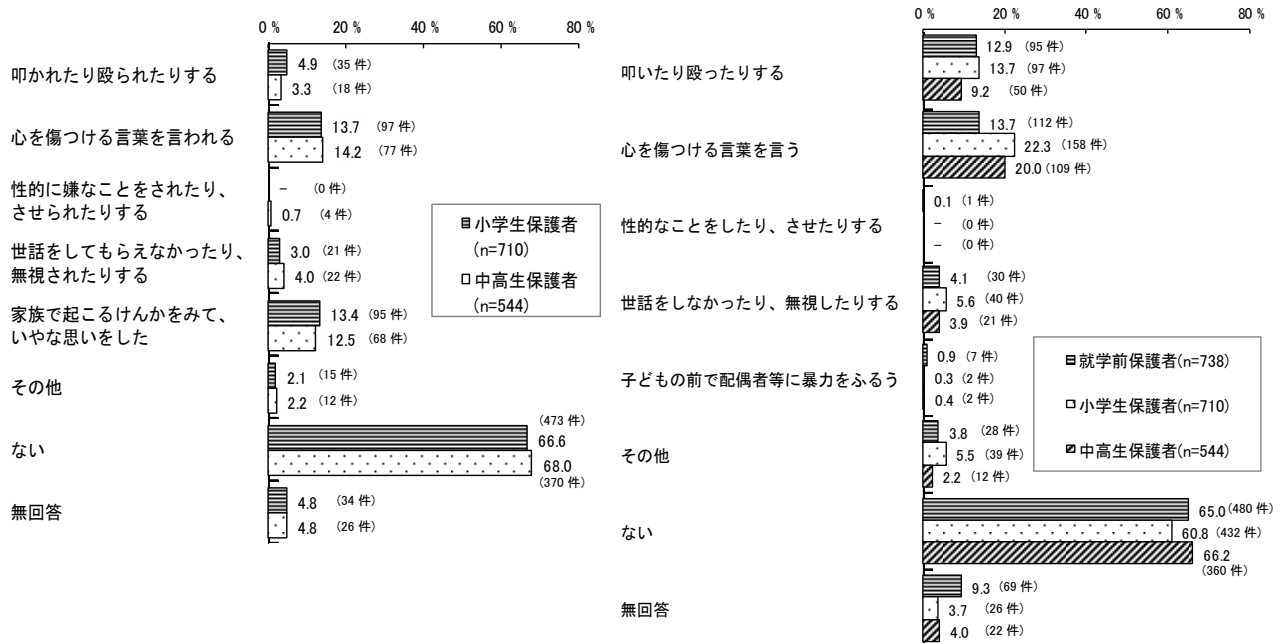 0 % 20 % 40 % 60 % 80 %
叩かれたり殴られたりする
4.9 (35 件)
3.3 (18 件)
心を傷つける言葉を言われる
13.7 (97 件)
14.2 (77 件)
性的に嫌なことをされたり、
させられたりする
− (0 件)
0.7 (4 件)
世話をしてもらえなかったり、
無視されたりする
3.0 (21 件)
4.0 (22 件)
家族で起こるけんかをみて、
いやな思いをした
13.4 (95 件)
12.5 (68 件)
その他
2.1 (15 件)
2.2 (12 件)
ない
(473 件)
66.6
68.0
(370 件)
無回答
4.8 (34 件)
4.8 (26 件)
小学生保護者
(n=710)
中高生保護者
(n=544)
0 % 20 % 40 % 60 % 80 %
叩いたり殴ったりする
12.9 (95 件)
13.7 (97 件)
9.2 (50 件)
心を傷つける言葉を言う
13.7 (112 件)
22.3 (158 件)
20.0 (109 件)
性的なことをしたり、させたりする
0.1 (1 件)
− (0 件)
− (0 件)
世話をしなかったり、無視したりする
4.1 (30 件)
5.6 (40 件)
3.9 (21 件)
子どもの前で配偶者等に暴力をふるう
0.9 (7 件)
0.3 (2 件)
0.4 (2 件)
その他
3.8 (28 件)
5.5 (39 件)
2.2 (12 件)
ない
65.0 (480 件)
60.8 (432 件)
66.2
(360 件)
無回答
9.3 (69 件)
3.7 (26 件)
4.0 (22 件)
就学前保護者(n=738)
小学生保護者(n=710)
中高生保護者(n=544)